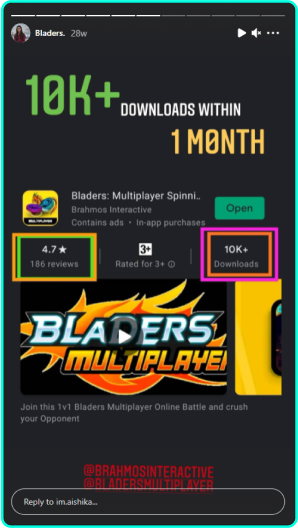 Bladers. 28w
10K+ DOWNLOADS WITHIN
1 MONTH
Bladers: Multiplayer Spinni..
Brahmos Interactive
Contains ads • In-app purchases
Open
MULTIPLAYER
4.7★
186 reviews
3+
Rated for 3+
10K+
Downloads
BLADERS
MULTIPLAYER
Join this 1v1 Bladers Multiplayer Online Battle and crush
your Opponent
@BRAHMOSINTERACTIVE
@BLADERSMULTIPLAYER
Reply to im.aishika...